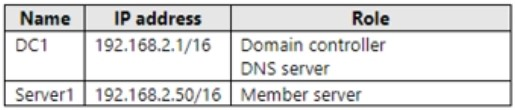 Name IP address Role
DC1 192.168.2.1/16 Domain controller
DNS server
Server1 192.168.2.50/16 Member server